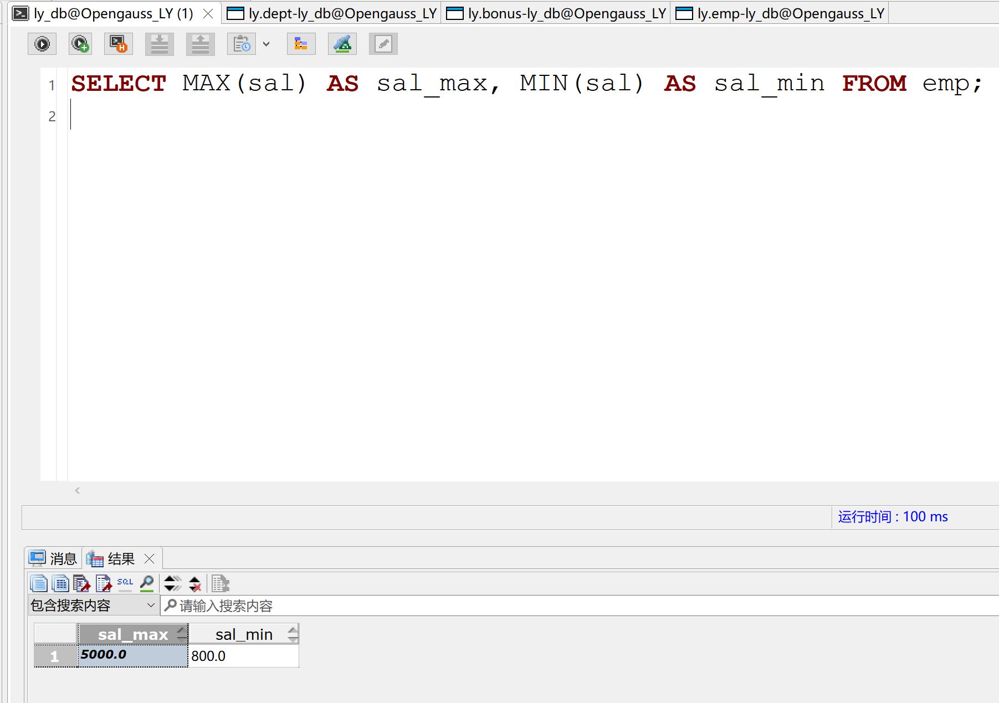 ly_db@Opengauss_LY (1) ly.dept-ly_db@Opengauss_LY ly.bonus-ly_db@Opengauss_LY ly.emp-ly_db@Opengauss_LY
H
1 SELECT MAX(sal) AS sal_max, MIN(sal) AS sal_min FROM emp;
2
运行时间 : 100 ms
消息 结果
SQL
包含搜索内容 请输入搜索内容
sal_max sal_min
1 5000.0 800.0